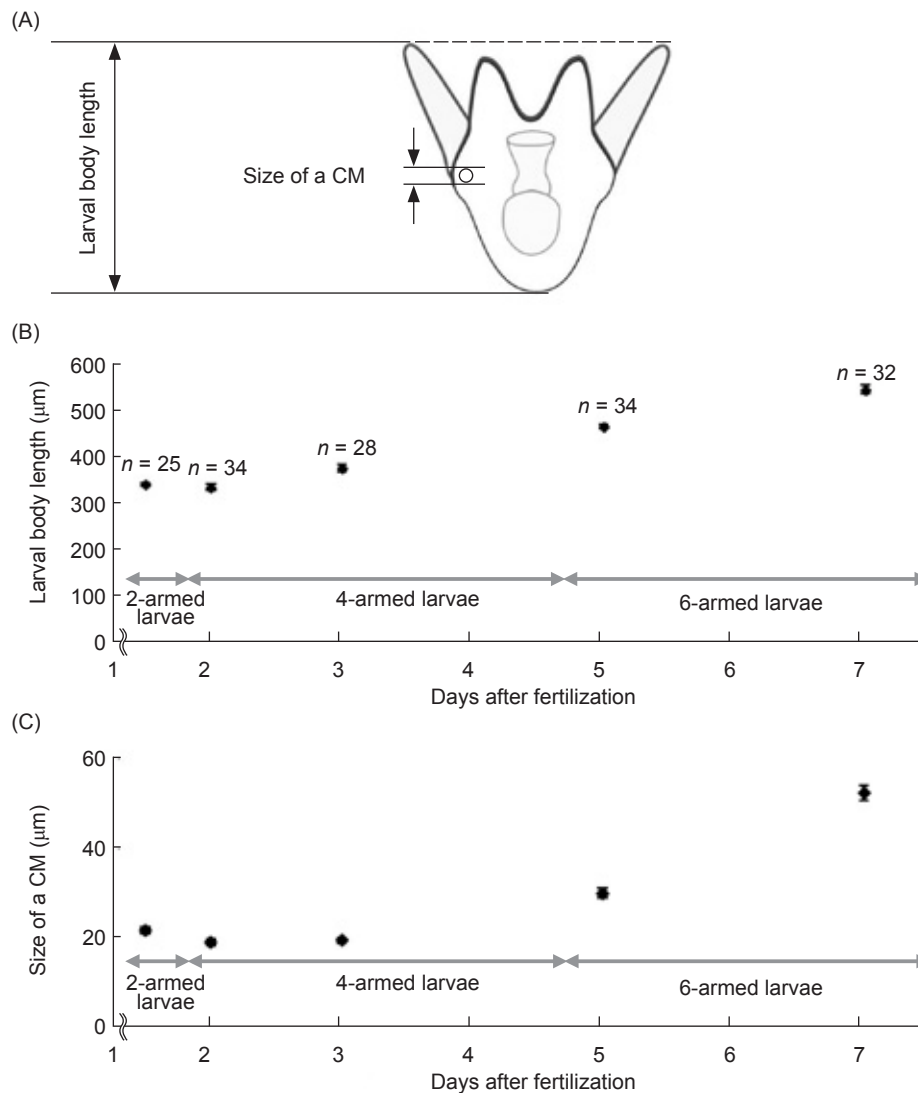 (A)
Larval body length
Size of a CM
(B)
Larval body length (μm)
600
500
400
300
200
100
0
n = 25
n = 34
n = 28
n = 34
n = 32
2-armed
larvae
4-armed larvae
6-armed larvae
1
2
3
4
5
6
7
Days after fertilization
(C)
Size of a CM (μm)
60
40
20
0
2-armed
larvae
4-armed larvae
6-armed larvae
1
2
3
4
5
6
7
Days after fertilization